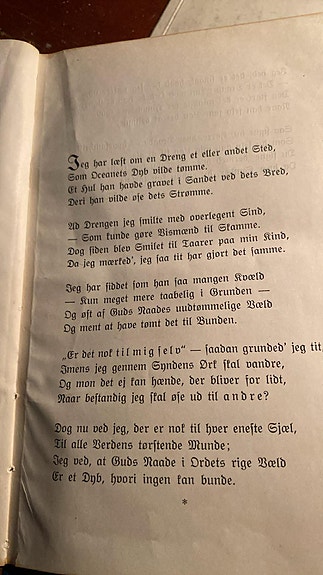 Jeg har læst om en Dreng et eller andet Sted,
Som Oceanets Dyb vilde tømme.
Et Hul han havde gravet i Sandet ved dets Bred,
Deri han vilde øse dets Strømme.
Ad Drengen jeg smilte med overlegent Sind,
— Som kunde gøre Vismænd til Skamme.
Dog siden blev Smilet til Taarer paa min Kind,
Da jeg mærked', jeg saa tit har gjort det samme.
Jeg har siddet som han saa mangen Kvæld
— Kun meget mere taabelig i Grunden —
Og øst af Guds Naades uudtømmelige Væld
Og ment at have tømt det til Bunden.
„Er det nok til mig selv“ — saadan grunded' jeg tit,
Imens jeg gennem Syndens Ørk skal vandre,
Og mon det ej kan hænde, der bliver for lidt,
Naar bestandig jeg skal øse ud til andre?
Dog nu ved jeg, der er nok til hver eneste Sjæl,
Til alle Verdens tørstende Munde;
Jeg ved, at Guds Naade i Ordets rige Væld
Er et Dyb, hvori ingen kan bunde.
*